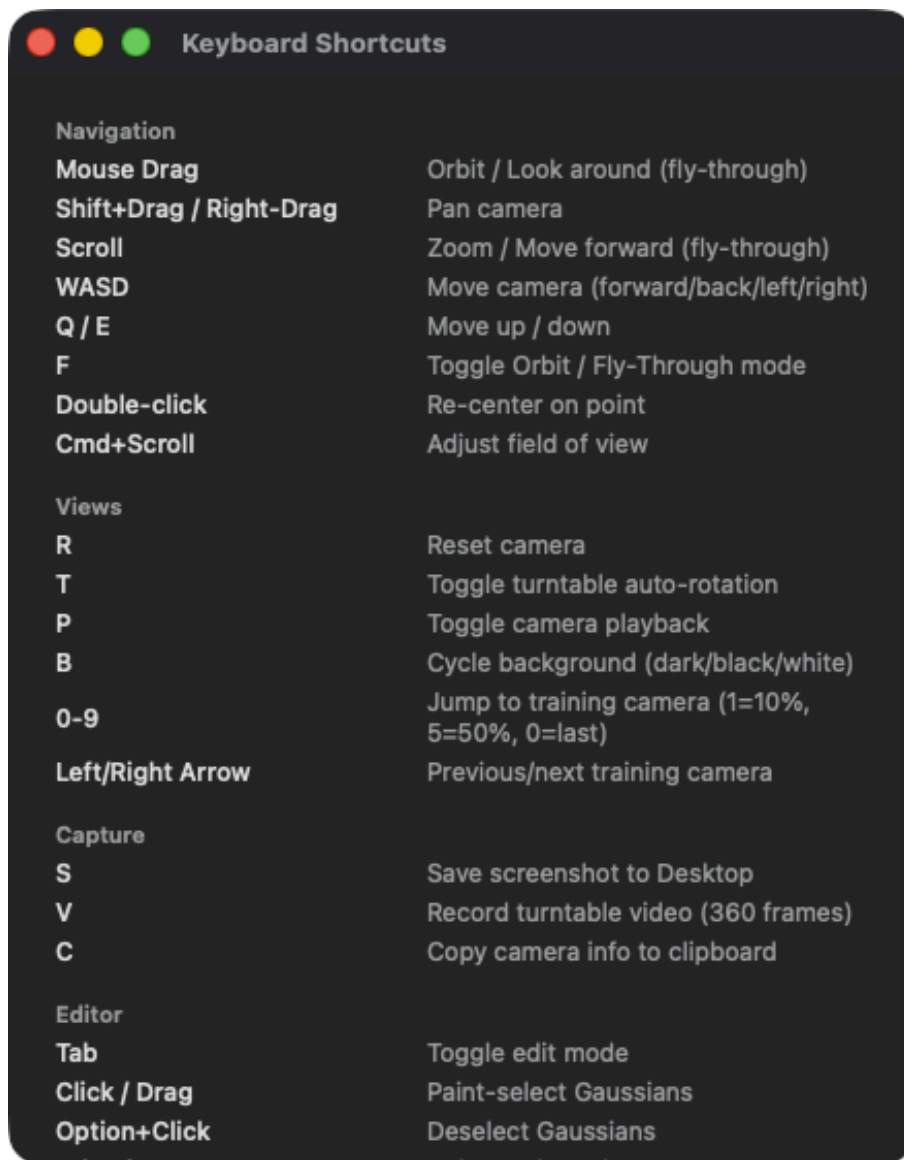 Keyboard Shortcuts
Navigation
Mouse Drag Orbit / Look around (fly-through)
Shift+Drag / Right-Drag Pan camera
Scroll Zoom / Move forward (fly-through)
WASD Move camera (forward/back/left/right)
Q / E Move up / down
F Toggle Orbit / Fly-Through mode
Double-click Re-center on point
Cmd+Scroll Adjust field of view
Views
R Reset camera
T Toggle turntable auto-rotation
P Toggle camera playback
B Cycle background (dark/black/white)
0-9 Jump to training camera (1=10%,
5=50%, 0=last)
Left/Right Arrow Previous/next training camera
Capture
S Save screenshot to Desktop
V Record turntable video (360 frames)
C Copy camera info to clipboard
Editor
Tab Toggle edit mode
Click / Drag Paint-select Gaussians
Option+Click Deselect Gaussians